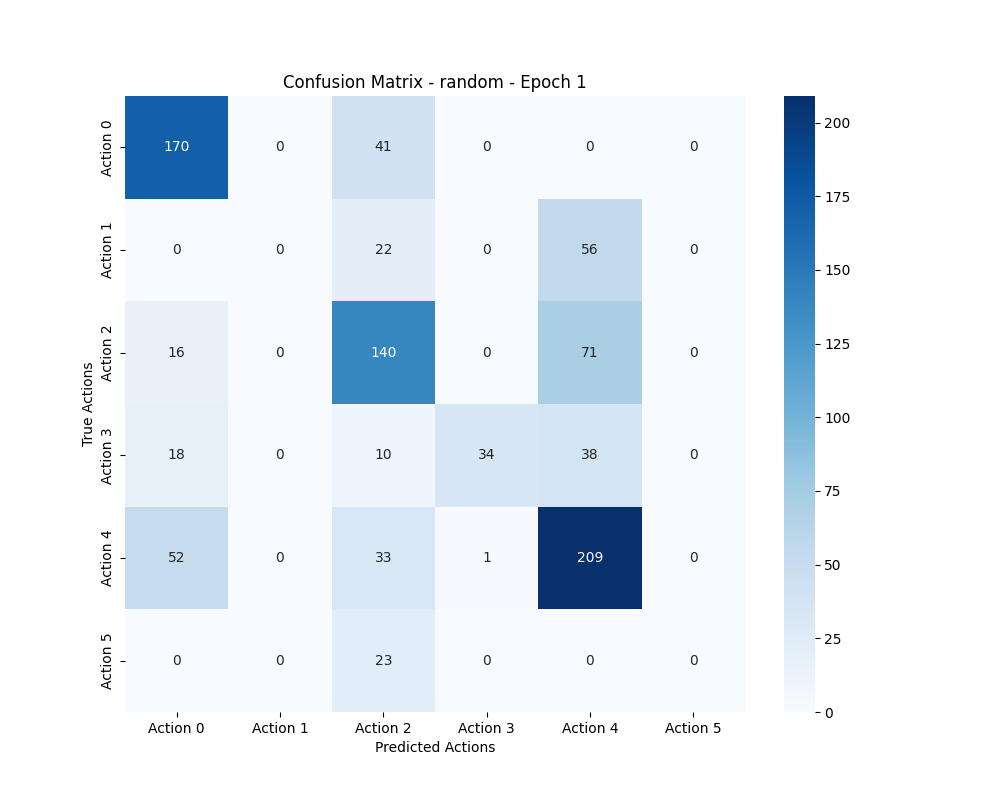 Confusion Matrix - random - Epoch 1
True Actions
Action 0
170 0 41 0 0 0
Action 1
0 0 22 0 56 0
Action 2
16 0 140 0 71 0
Action 3
18 0 10 34 38 0
Action 4
52 0 33 1 209 0
Action 5
0 0 23 0 0 0
Action 0 Action 1 Action 2 Action 3 Action 4 Action 5
Predicted Actions
200
175
150
125
100
75
50
25
0